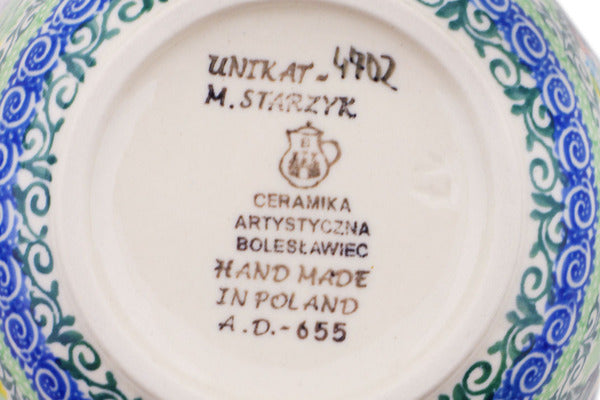 UNIKAT - 4702
M. STARZYK
CERAMIKA
ARTYSTYCZNA
BOLESŁAWIEC
HAND MADE
IN POLAND
A.D.-655